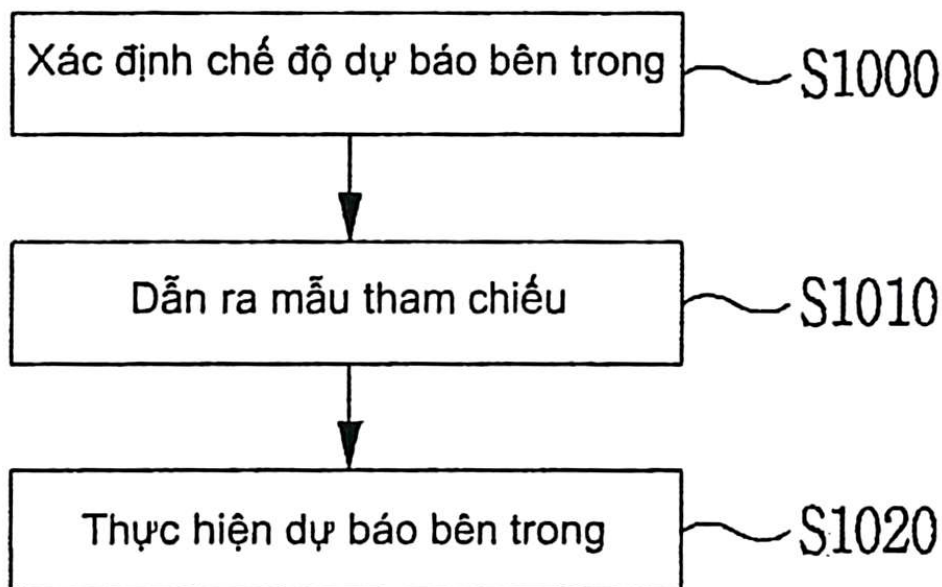 Xác định chế độ dự báo bên trong
S1000
Dẫn ra mẫu tham chiếu
S1010
Thực hiện dự báo bên trong
S1020